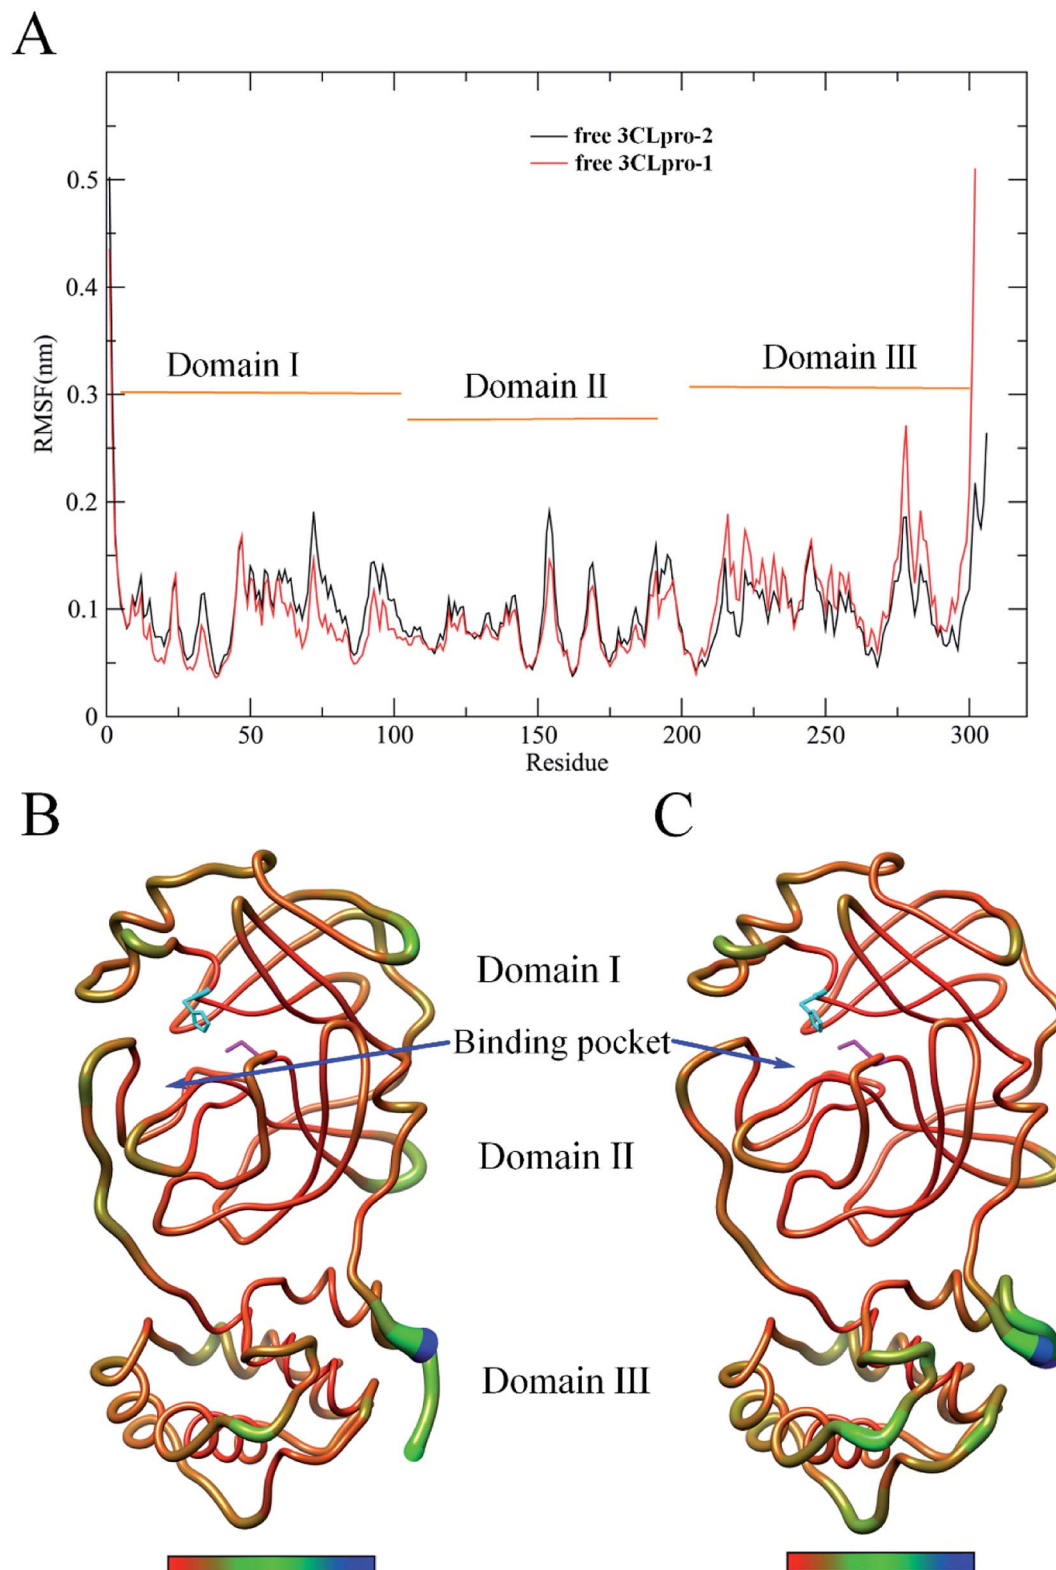 A
free 3CLpro-2
free 3CLpro-1
0.5
0.4
0.3
0.2
0.1
0
RMSF(nm)
Domain I
Domain II
Domain III
0 50 100 150 200 250 300
Residue
B
C
Domain I
Binding pocket
Domain II
Domain III